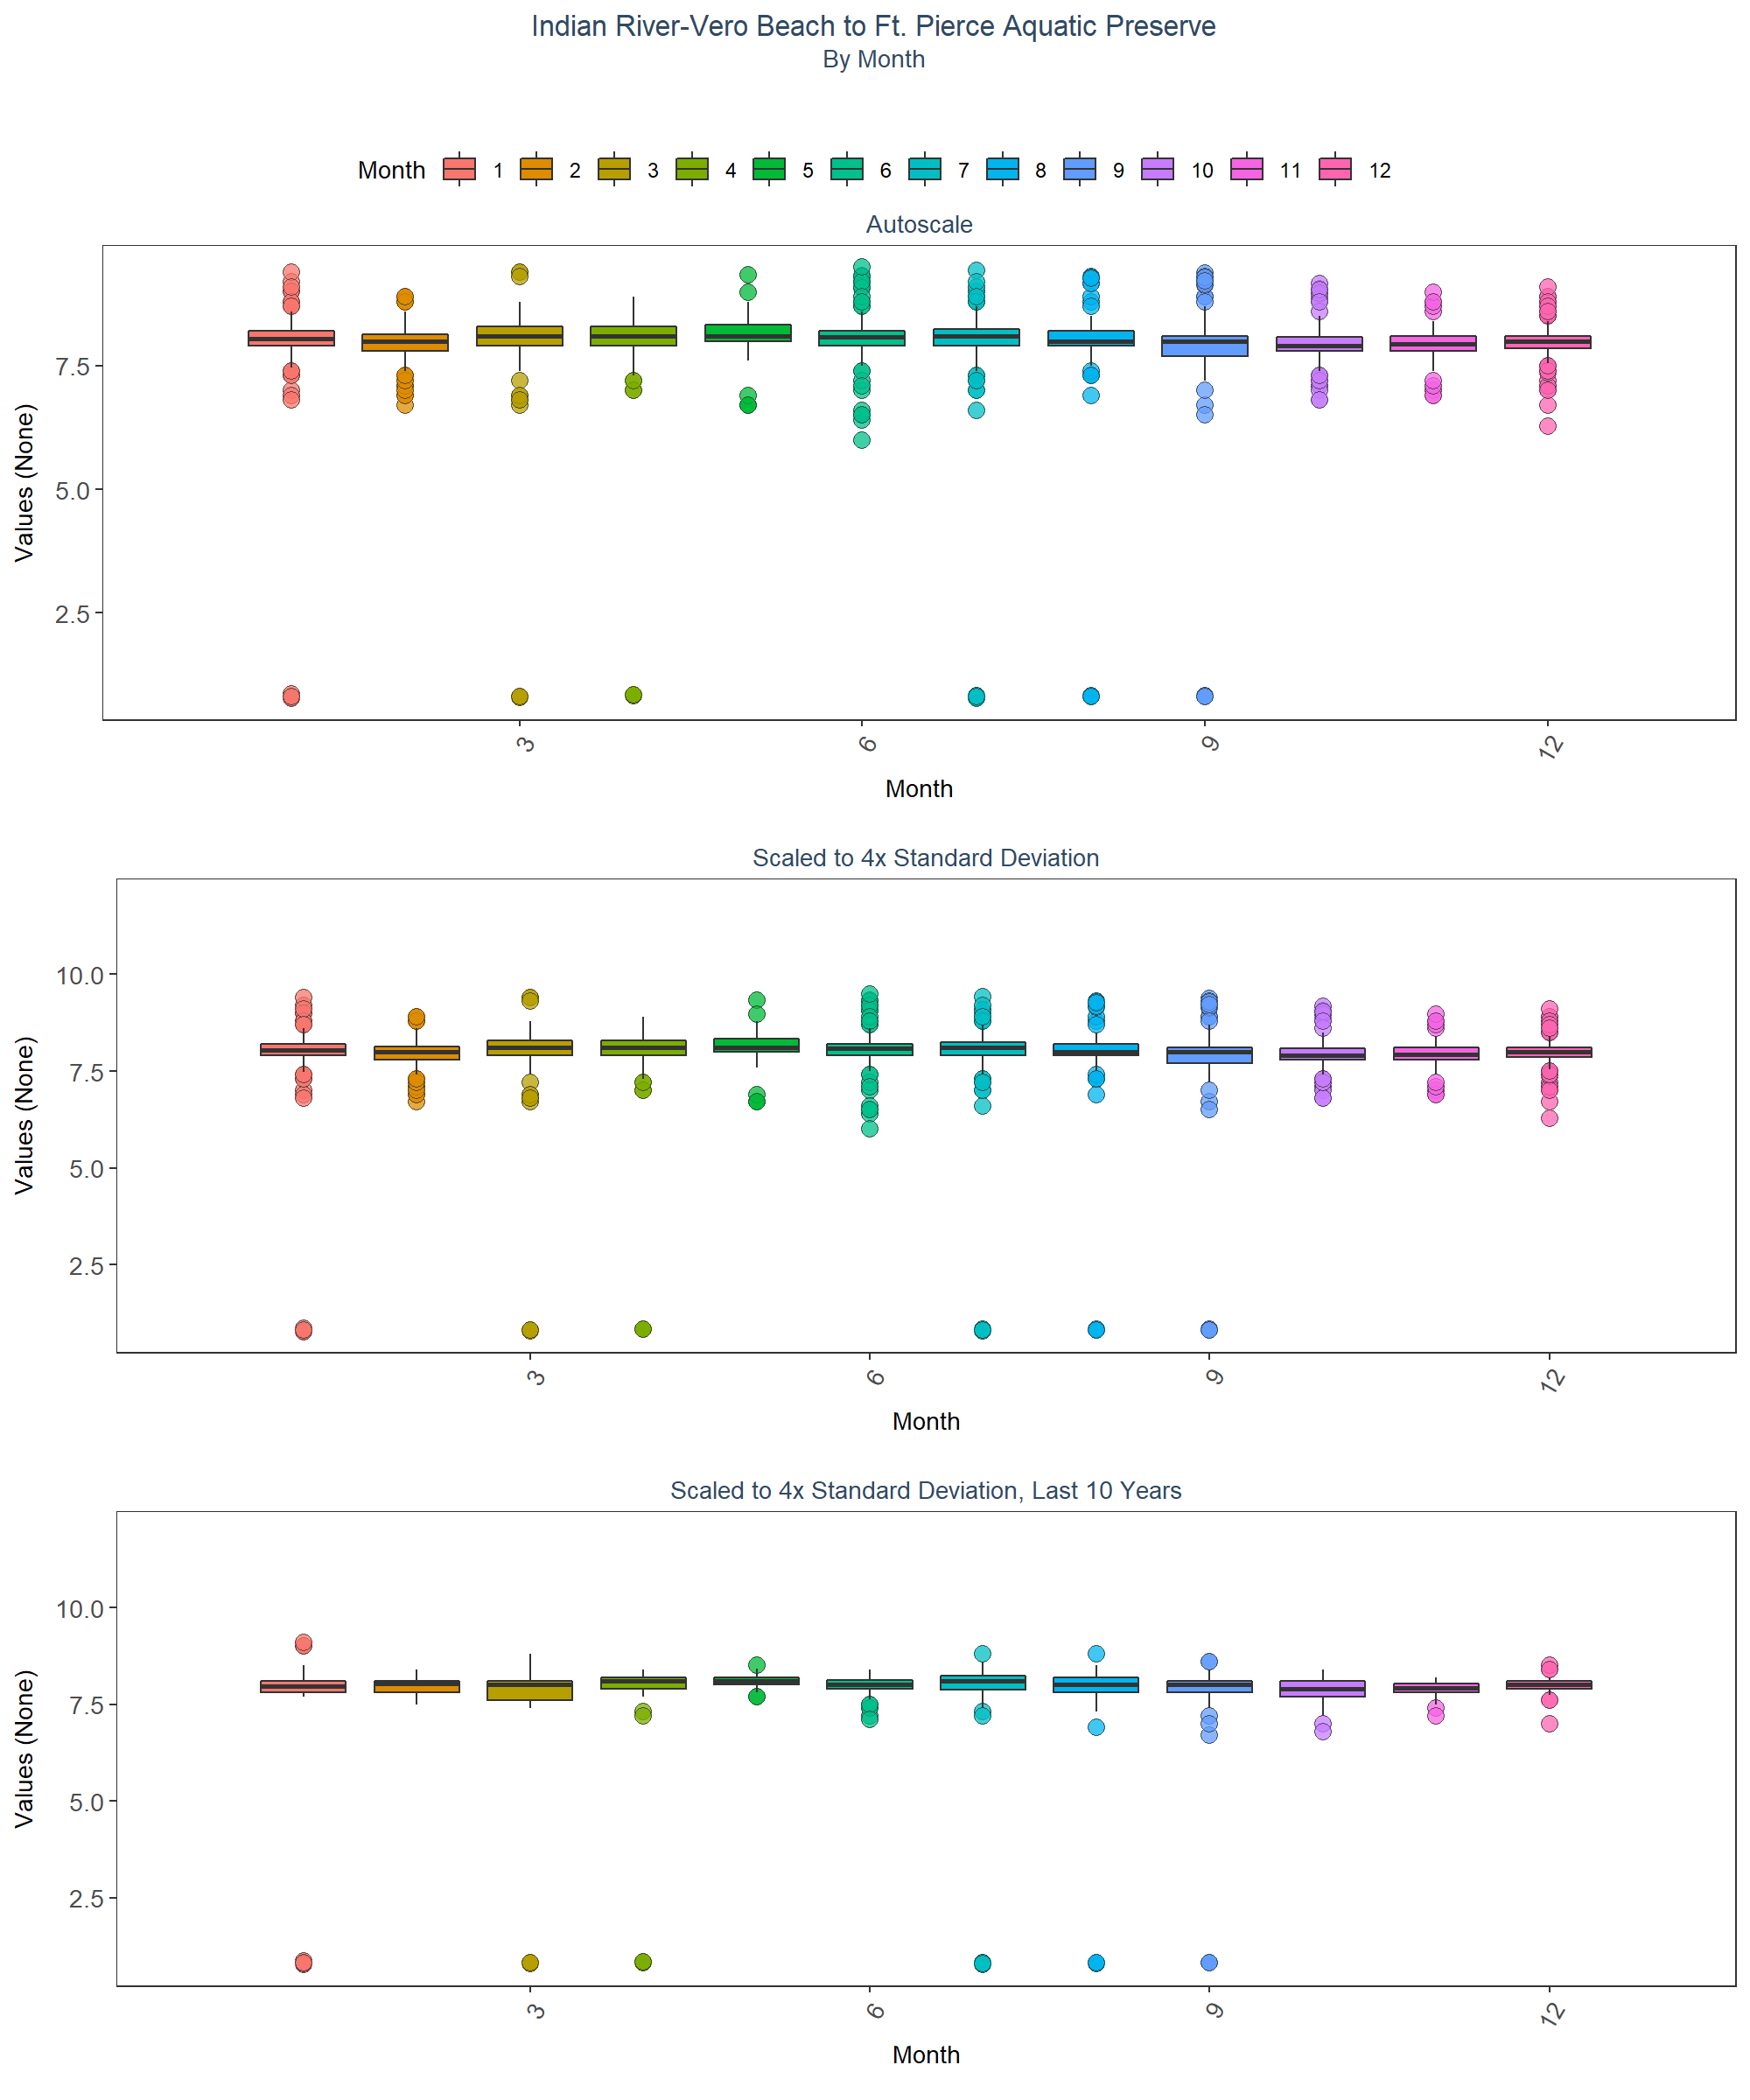 Indian River-Vero Beach to Ft. Pierce Aquatic Preserve
By Month
Month 1 2 3 4 5 6 7 8 9 10 11 12
Autoscale
Values (None)
7.5
5.0
2.5
3 6 9 12
Month
Scaled to 4x Standard Deviation
Values (None)
10.0
7.5
5.0
2.5
3 6 9 12
Month
Scaled to 4x Standard Deviation, Last 10 Years
Values (None)
10.0
7.5
5.0
2.5
3 6 9 12
Month